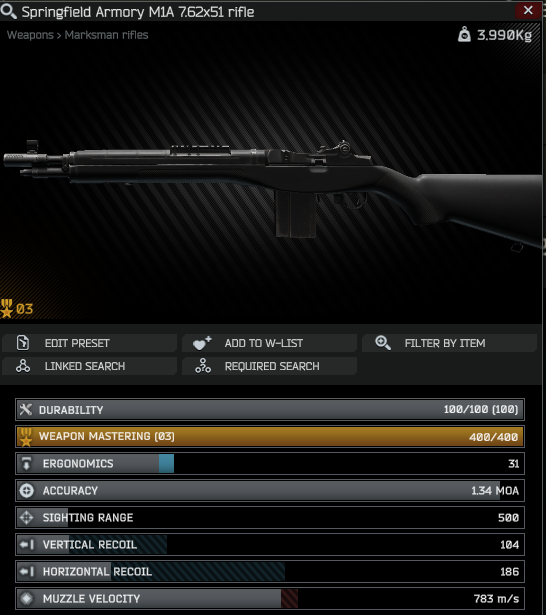 Springfield Armory M1A 7.62x51 rifle
Weapons > Marksman rifles
3.990Kg
03
EDIT PRESET
ADD TO W-LIST
FILTER BY ITEM
LINKED SEARCH
REQUIRED SEARCH
DURABILITY 100/100 (100)
WEAPON MASTERING (03) 400/400
ERGONOMICS 31
ACCURACY 1.34 MOA
SIGHTING RANGE 500
VERTICAL RECOIL 104
HORIZONTAL RECOIL 186
MUZZLE VELOCITY 783 m/s